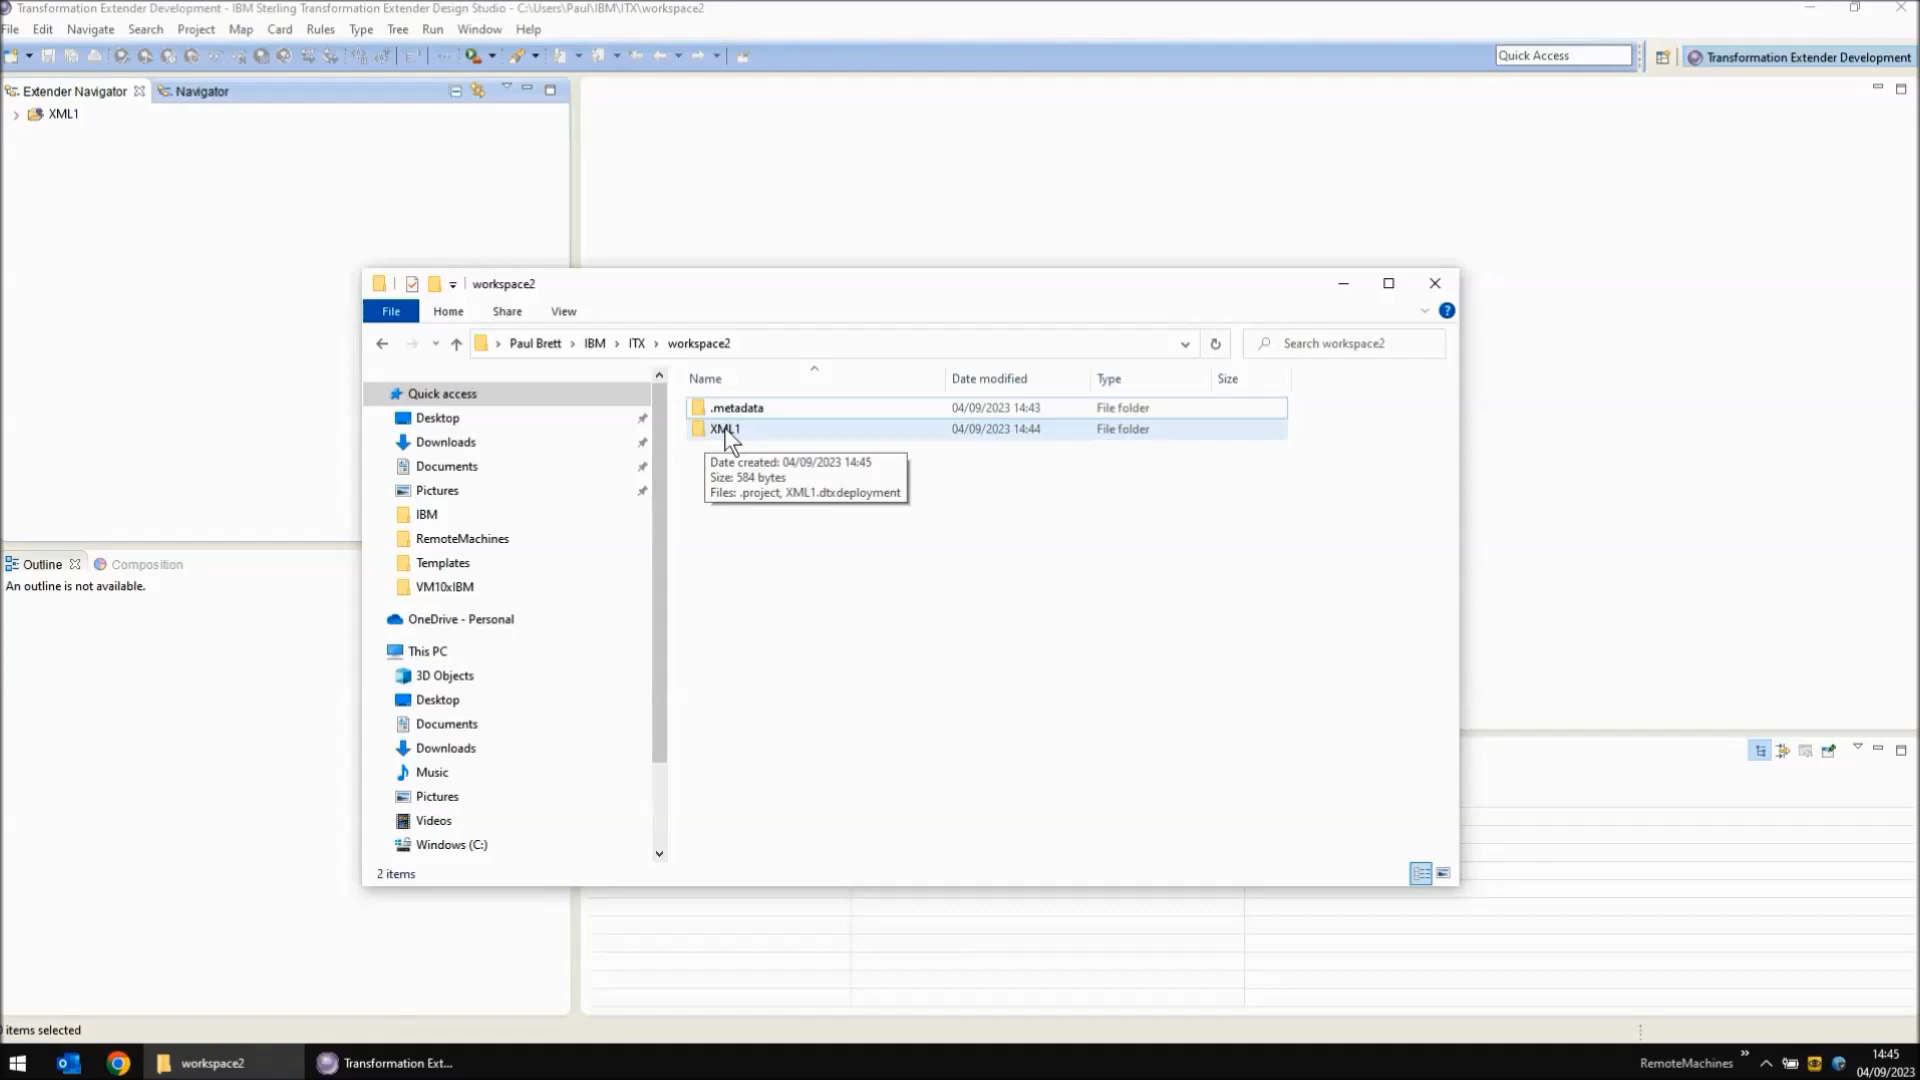 Transformation Extender Development - IBM Sterling Transformation Extender Design Studio - C:\Users\Paul\IBM\ITX\workspace2
File Edit Navigate Search Project Map Card Rules Type Tree Run Window Help
Quick Access
Transformation Extender Development
Extender Navigator
Navigator
XML1
workspace2
File Home Share View
Paul Brett > IBM > ITX > workspace2
Search workspace2
Name Date modified Type Size
.metadata 04/09/2023 14:43 File folder
XML1 04/09/2023 14:44 File folder
Date created: 04/09/2023 14:45
Size: 584 bytes
Files: .project, XML1.dtxdeployment
Quick access
Desktop
Downloads
Documents
Pictures
IBM
RemoteMachines
Templates
VM10xIBM
OneDrive - Personal
This PC
3D Objects
Desktop
Documents
Downloads
Music
Pictures
Videos
Windows (C:)
2 items
Outline
Composition
An outline is not available.
items selected
workspace2
Transformation Ext...
RemoteMachines
14:45
04/09/2023